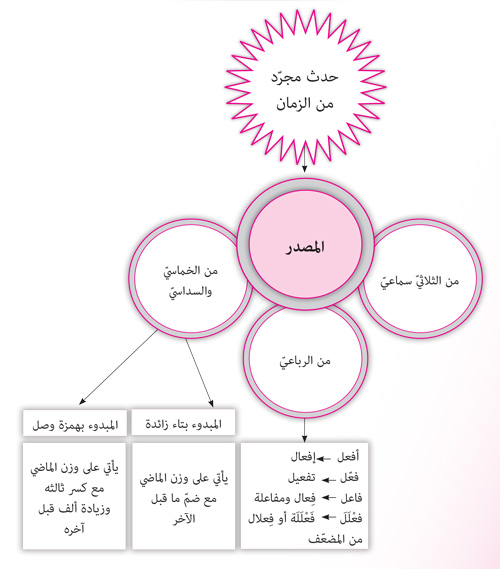 حدث مجرّد
من الزمان
المصدر
من الثلاثيّ سماعيّ
من الرباعيّ
من الخماسيّ
والسداسيّ
أفعل ← إفعال
فعّل ← تفعيل
فاعل ← فِعال ومفاعلة
فعْلَلَ ← فَعْلَلَة أو فِعلال
من المضعّف
المبدوء بتاء زائدة
يأتي على وزن الماضي
مع ضمّ ما قبل
الآخر
المبدوء بهمزة وصل
يأتي على وزن الماضي
مع كسر ثالثه
وزيادة ألف قبل
آخره